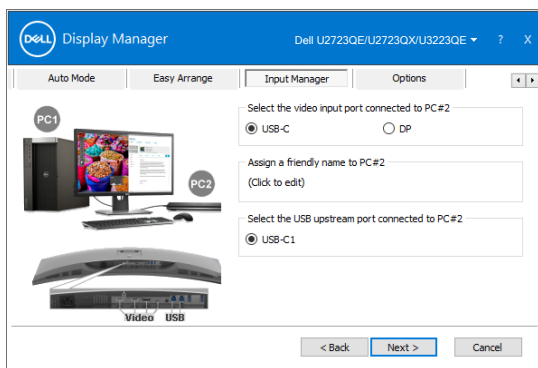 DELL Display Manager
Dell U2723QE/U2723QX/U3223QE ? X
Auto Mode Easy Arrange Input Manager Options
PC1
PC2
Video USB
Select the video input port connected to PC#2
USB-C DP
Assign a friendly name to PC#2
(Click to edit)
Select the USB upstream port connected to PC#2
USB-C1
< Back Next > Cancel